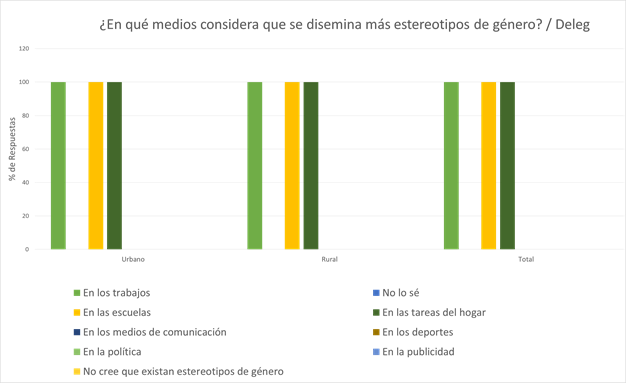 ¿En qué medios considera que se disemina más estereotipos de género? / Deleg
120
100
80
60
40
20
0
% de Respuestas
Urbano Rural Total
En los trabajos No lo sé
En las escuelas En las tareas del hogar
En los medios de comunicación En los deportes
En la política En la publicidad
No cree que existan estereotipos de género